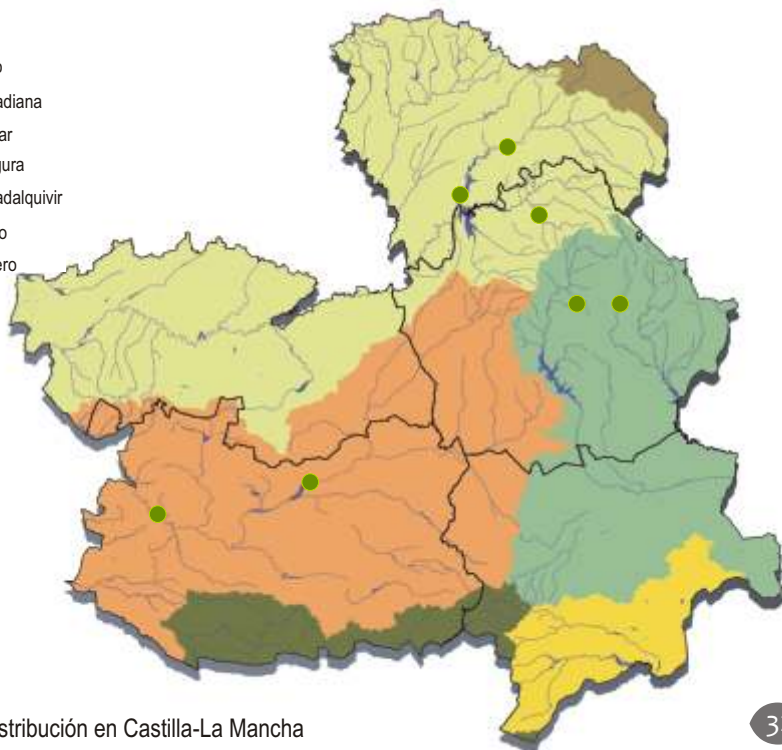 o
adiana
ar
gura
adalquivir
o
ero
stribución en Castilla-La Mancha
3